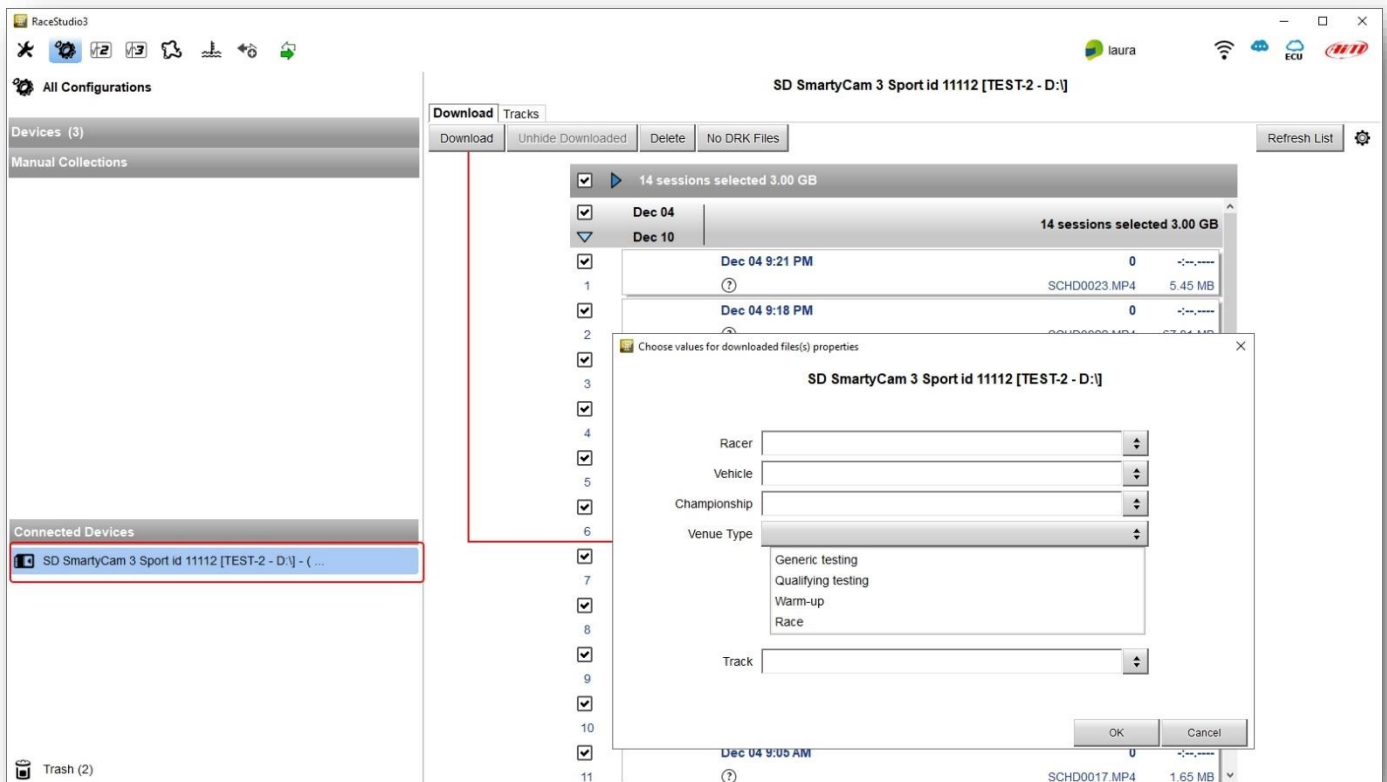 RaceStudio3
laura
ECU
AIM
All Configurations
SD SmartyCam 3 Sport id 11112 [TEST-2 - D:\]
Devices (3)
Manual Collections
Download Tracks
Download Unhide Downloaded Delete No DRK Files Refresh List
14 sessions selected 3.00 GB
Dec 04
Dec 10
14 sessions selected 3.00 GB
Dec 04 9:21 PM 0 -:--.----
1 SCHD0023.MP4 5.45 MB
Dec 04 9:18 PM 0 -:--.----
2
3
4
5
6
7
8
9
10
Connected Devices
SD SmartyCam 3 Sport id 11112 [TEST-2 - D:\] - ( ...
Choose values for downloaded files(s) properties
SD SmartyCam 3 Sport id 11112 [TEST-2 - D:\]
Racer
Vehicle
Championship
Venue Type
Generic testing
Qualifying testing
Warm-up
Race
Track
OK Cancel
Dec 04 9:05 AM 0 -:--.----
11 SCHD0017.MP4 1.65 MB
Trash (2)